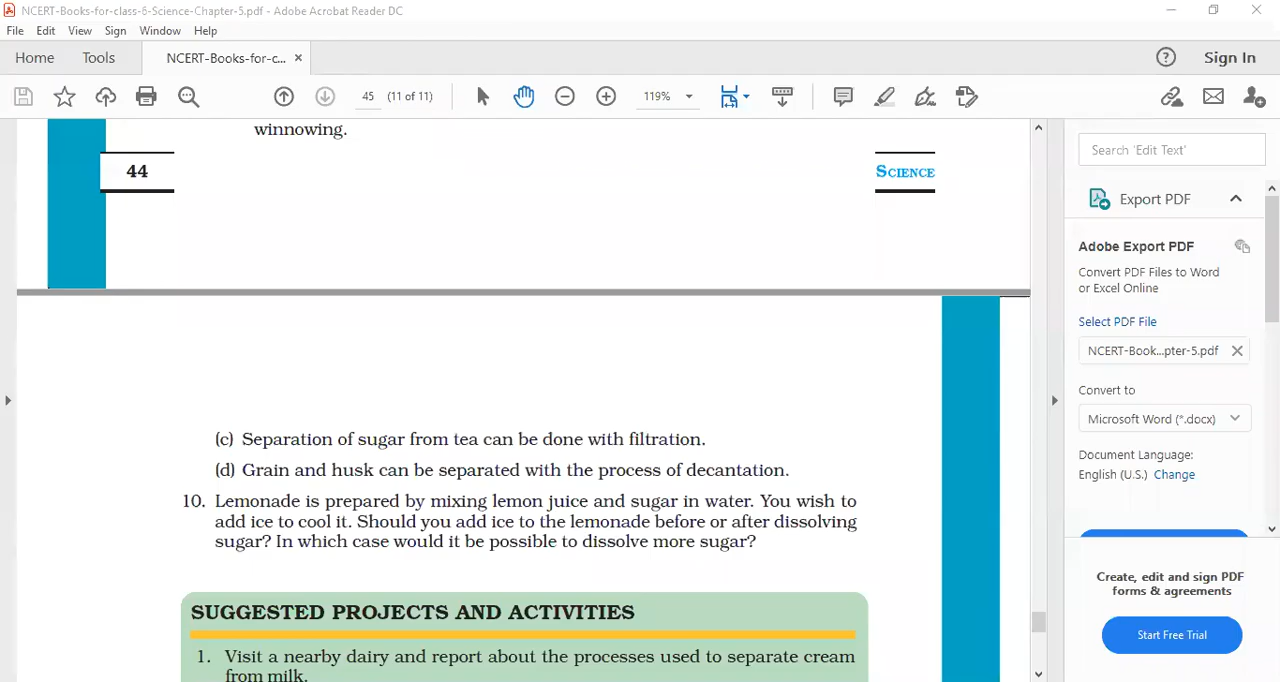 NCERT-Books-for-class-6-Science-Chapter-5.pdf - Adobe Acrobat Reader DC
File Edit View Sign Window Help
Home Tools NCERT-Books-for-c... × Sign In
45 (11 of 11) 119%
winnowing.
44 SCIENCE
(c) Separation of sugar from tea can be done with filtration.
(d) Grain and husk can be separated with the process of decantation.
10. Lemonade is prepared by mixing lemon juice and sugar in water. You wish to
add ice to cool it. Should you add ice to the lemonade before or after dissolving
sugar? In which case would it be possible to dissolve more sugar?
SUGGESTED PROJECTS AND ACTIVITIES
1. Visit a nearby dairy and report about the processes used to separate cream
from milk.
Search 'Edit Text'
Export PDF
Adobe Export PDF
Convert PDF Files to Word
or Excel Online
Select PDF File
NCERT-Book...pter-5.pdf
Convert to
Microsoft Word (*.docx)
Document Language:
English (U.S.) Change
Create, edit and sign PDF
forms & agreements
Start Free Trial